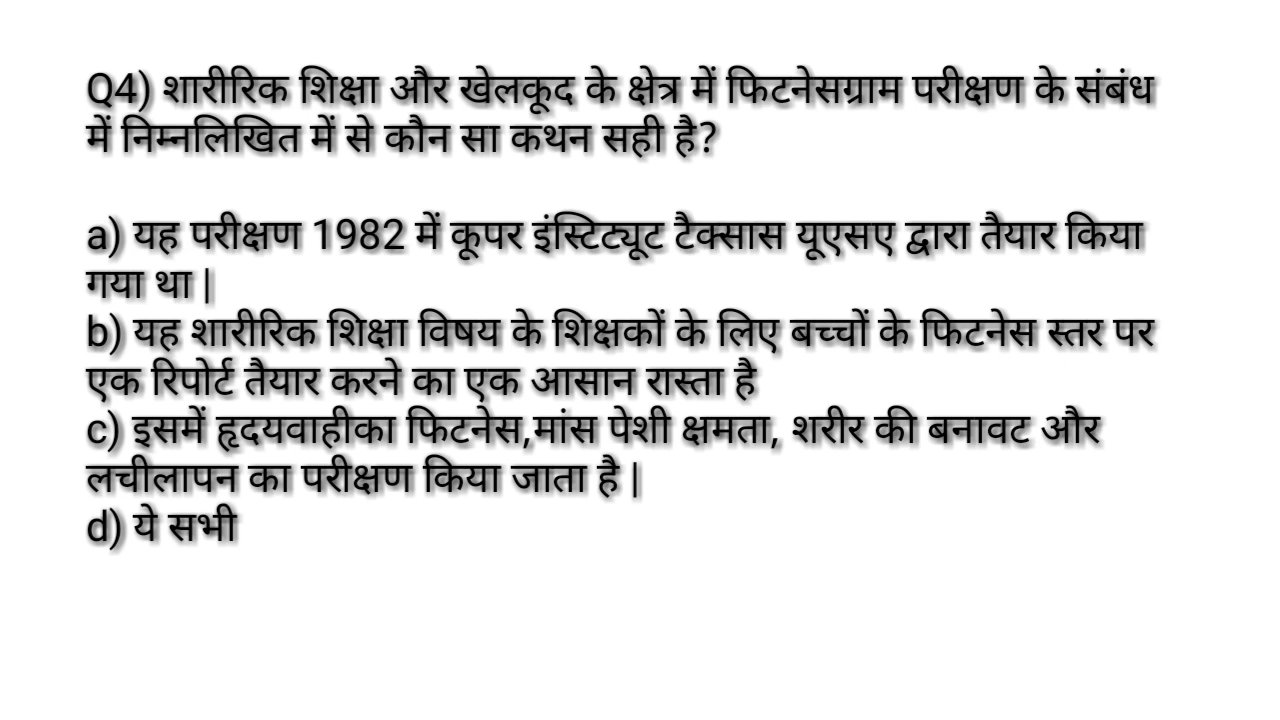 Q4) शारीरिक शिक्षा और खेलकूद के क्षेत्र में फिटनेसग्राम परीक्षण के संबंध
में निम्नलिखित में से कौन सा कथन सही है?
a) यह परीक्षण 1982 में कूपर इंस्टिट्यूट टैक्सास यूएसए द्वारा तैयार किया
गया था |
b) यह शारीरिक शिक्षा विषय के शिक्षकों के लिए बच्चों के फिटनेस स्तर पर
एक रिपोर्ट तैयार करने का एक आसान रास्ता है
c) इसमें हृदयवाहीका फिटनेस,मांस पेशी क्षमता, शरीर की बनावट और
लचीलापन का परीक्षण किया जाता है |
d) ये सभी